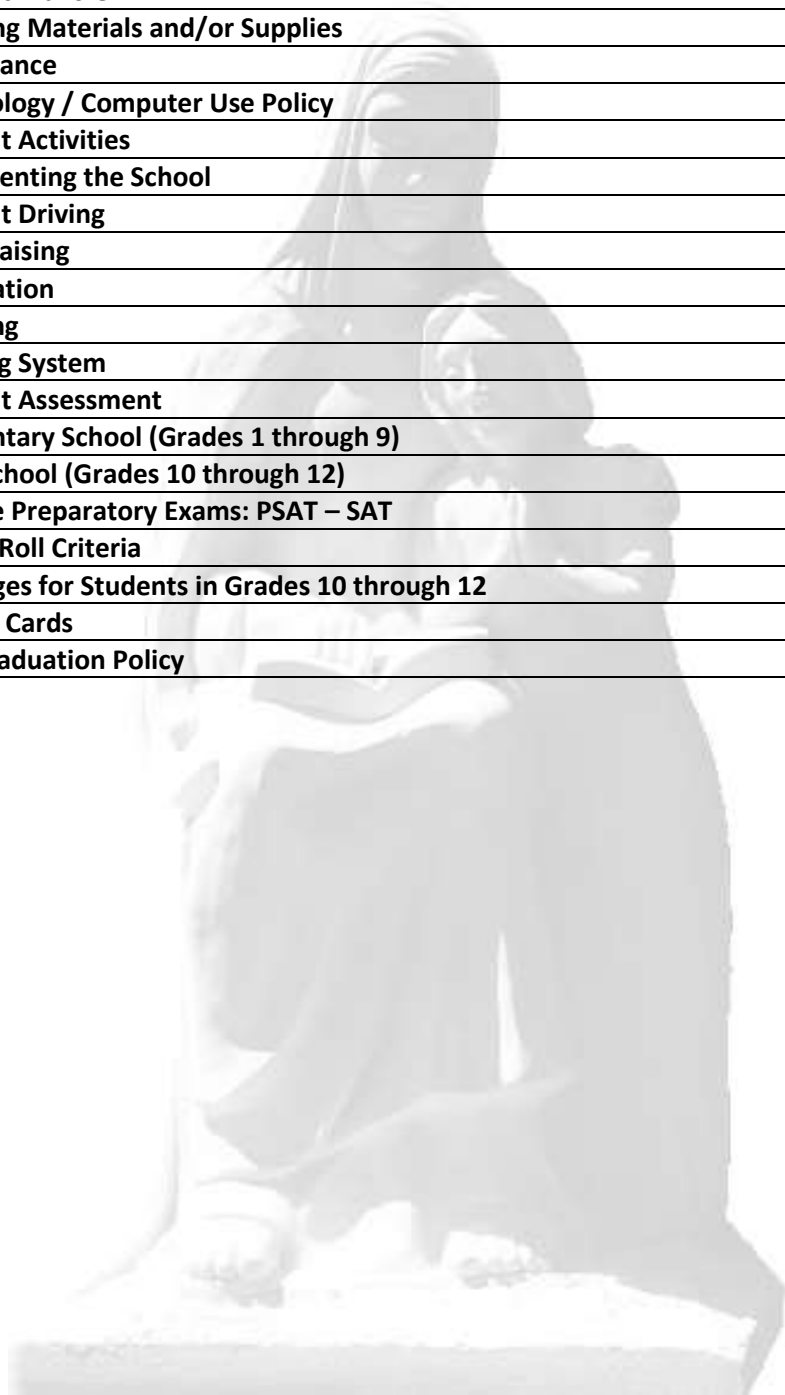 ng Materials and/or Supplies
ance
ology / Computer Use Policy
t Activities
enting the School
t Driving
aising
ation
ng
g System
t Assessment
ntary School (Grades 1 through 9)
chool (Grades 10 through 12)
e Preparatory Exams: PSAT – SAT
Roll Criteria
ges for Students in Grades 10 through 12
Cards
raduation Policy